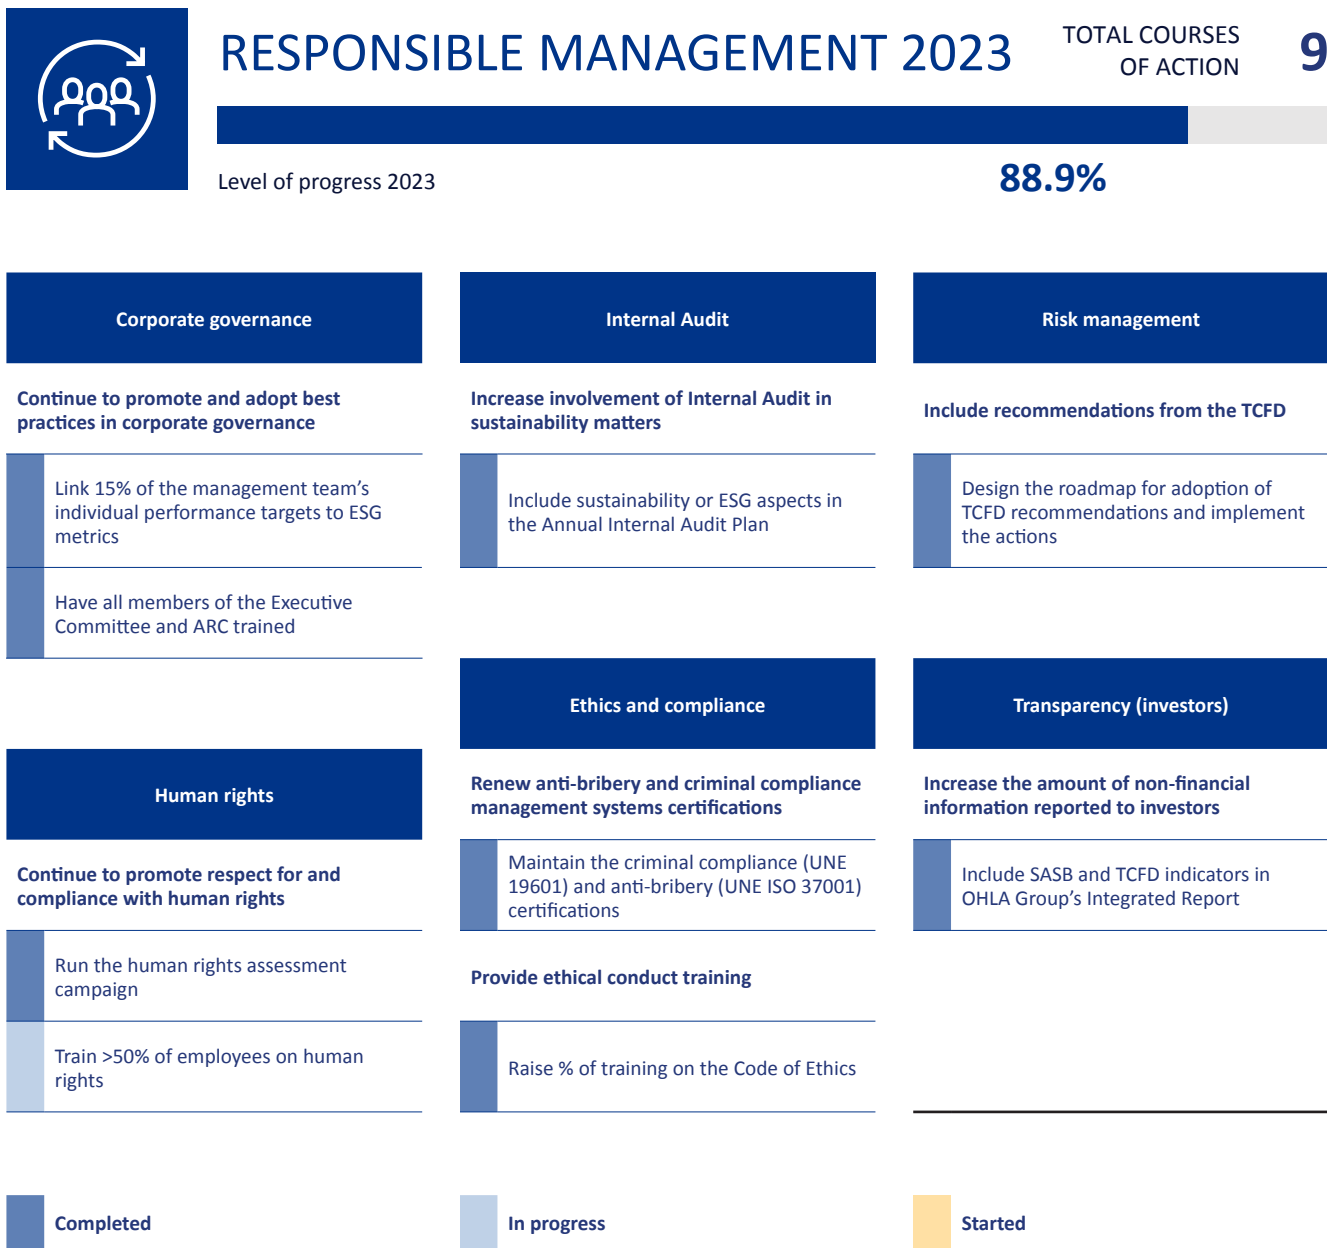 RESPONSIBLE MANAGEMENT 2023
TOTAL COURSES
OF ACTION
9
Level of progress 2023
88.9%
Corporate governance
Continue to promote and adopt best
practices in corporate governance
Link 15% of the management team's
individual performance targets to ESG
metrics
Have all members of the Executive
Committee and ARC trained
Human rights
Continue to promote respect for and
compliance with human rights
Run the human rights assessment
campaign
Train >50% of employees on human
rights
Internal Audit
Increase involvement of Internal Audit in
sustainability matters
Include sustainability or ESG aspects in
the Annual Internal Audit Plan
Ethics and compliance
Renew anti-bribery and criminal compliance
management systems certifications
Maintain the criminal compliance (UNE
19601) and anti-bribery (UNE ISO 37001)
certifications
Provide ethical conduct training
Raise % of training on the Code of Ethics
Risk management
Include recommendations from the TCFD
Design the roadmap for adoption of
TCFD recommendations and implement
the actions
Transparency (investors)
Increase the amount of non-financial
information reported to investors
Include SASB and TCFD indicators in
OHLA Group's Integrated Report
Completed
In progress
Started